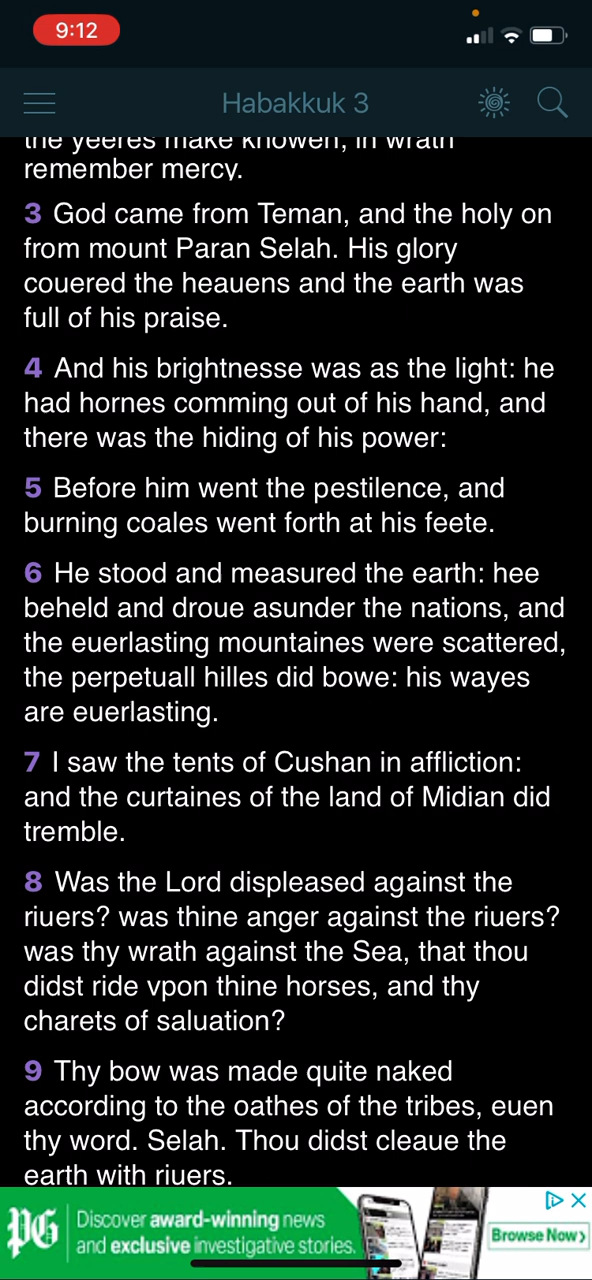 9:12
Habakkuk 3
the yeeres make knowen, in wrath
remember mercy.
3 God came from Teman, and the holy on
from mount Paran Selah. His glory
couered the heauens and the earth was
full of his praise.
4 And his brightnesse was as the light: he
had hornes comming out of his hand, and
there was the hiding of his power:
5 Before him went the pestilence, and
burning coales went forth at his feete.
6 He stood and measured the earth: hee
beheld and droue asunder the nations, and
the euerlasting mountaines were scattered,
the perpetuall hilles did bowe: his wayes
are euerlasting.
7 I saw the tents of Cushan in affliction:
and the curtaines of the land of Midian did
tremble.
8 Was the Lord displeased against the
riuers? was thine anger against the riuers?
was thy wrath against the Sea, that thou
didst ride vpon thine horses, and thy
charets of saluation?
9 Thy bow was made quite naked
according to the oathes of the tribes, euen
thy word. Selah. Thou didst cleaue the
earth with riuers.
PG
Discover award-winning news
and exclusive investigative stories.
Browse Now